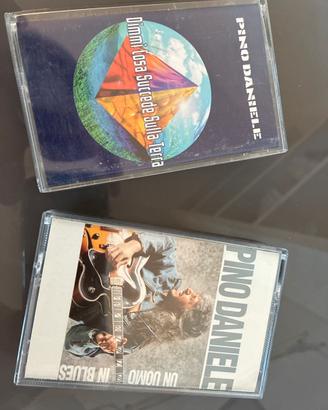 PINO DANIELE
Dimmi Cosa Succede Sulla Terra
PINO DANIELE
UN UOMO
IN BLUES